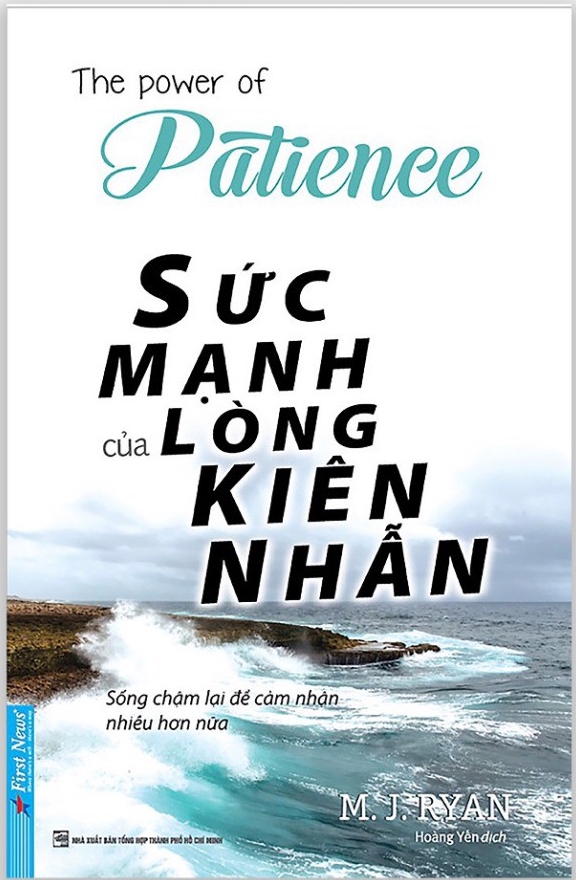 The power of
Patience
SỨC
MẠNH
của LÒNG
KIÊN
NHẪN
Sống chậm lại để cảm nhận
nhiều hơn nữa
First News
M. J. RYAN
Hoàng Yến dịch
NHÀ XUẤT BẢN TỔNG HỢP THÀNH PHỐ HỒ CHÍ MINH